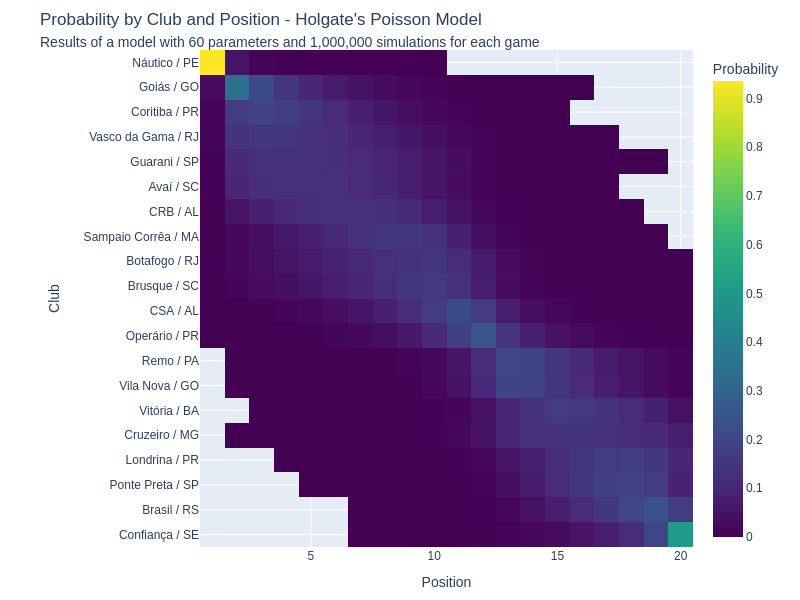 Probability by Club and Position - Holgate's Poisson Model
Results of a model with 60 parameters and 1,000,000 simulations for each game
Probability
Náutico / PE
Goiás / GO
Coritiba / PR
Vasco da Gama / RJ
Guarani / SP
Avaí / SC
CRB / AL
Sampaio Corrêa / MA
Botafogo / RJ
Brusque / SC
CSA / AL
Operário / PR
Remo / PA
Vila Nova / GO
Vitória / BA
Cruzeiro / MG
Londrina / PR
Ponte Preta / SP
Brasil / RS
Confiança / SE
Club
5
10
15
20
Position
0.9
0.8
0.7
0.6
0.5
0.4
0.3
0.2
0.1
0